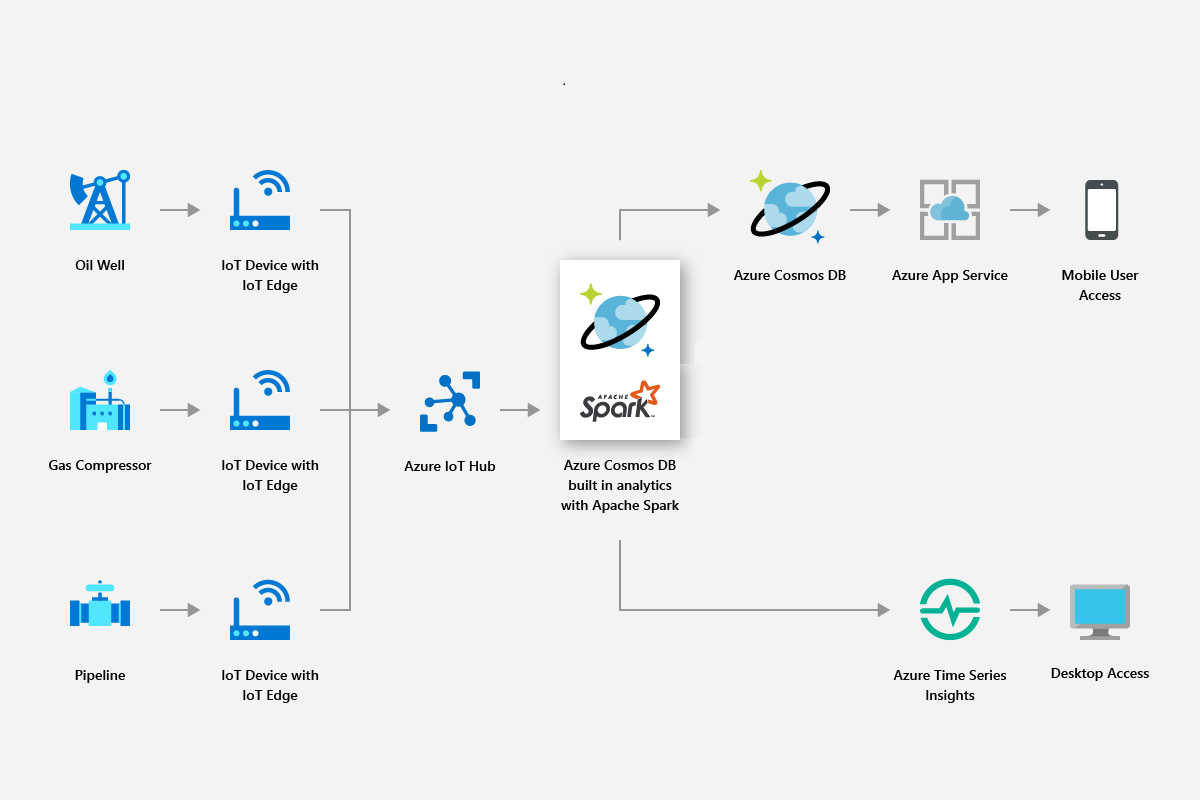 .
Oil Well
IoT Device with
IoT Edge
Azure Cosmos DB
Azure App Service
Mobile User
Access
Gas Compressor
IoT Device with
IoT Edge
Azure IoT Hub
APACHE
Spark™
Azure Cosmos DB
built in analytics
with Apache Spark
Pipeline
IoT Device with
IoT Edge
Azure Time Series
Insights
Desktop Access